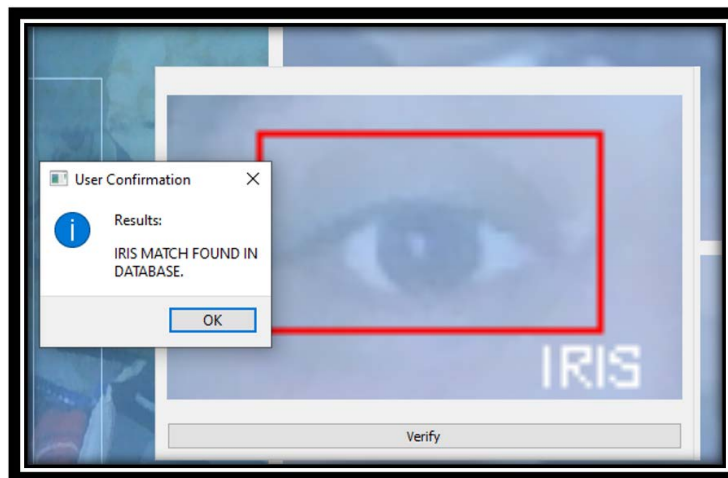 User Confirmation
Results:
IRIS MATCH FOUND IN
DATABASE.
OK
IRIS
Verify